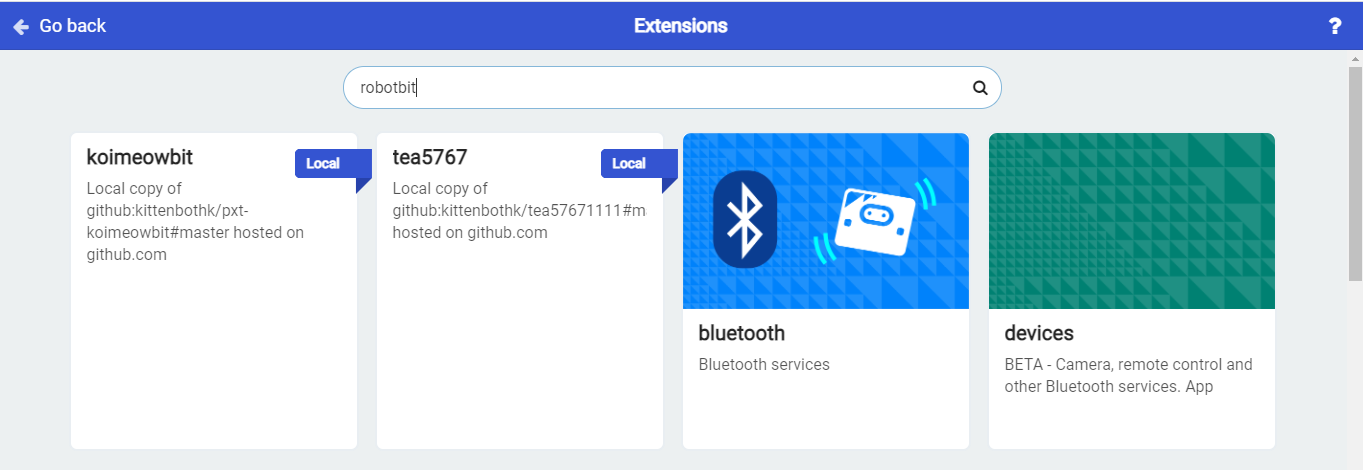 Go back
Extensions
?
robotbit
koimeowbit
Local
Local copy of
github:kittenbothk/pxt-
koimeowbit#master hosted on
github.com
tea5767
Local
Local copy of
github:kittenbothk/tea57671111#m
hosted on github.com
bluetooth
Bluetooth services
devices
BETA - Camera, remote control and
other Bluetooth services. App